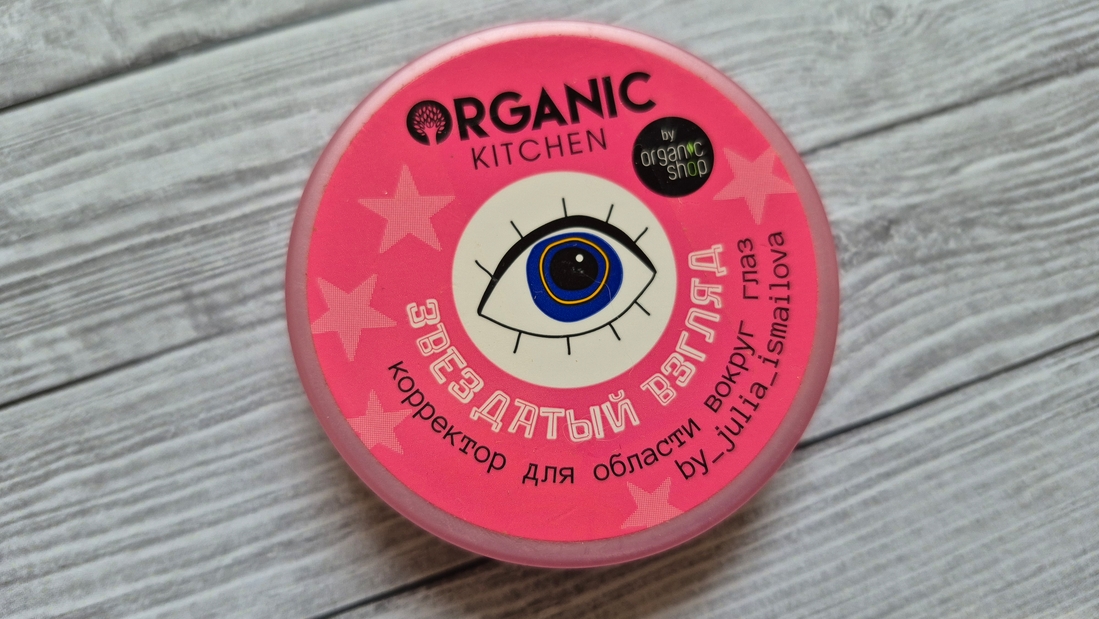 ORGANIC
KITCHEN
by
organic
shop
ЗВЕЗДАТЫЙ ВЗГЛЯД
корректор для области вокруг глаз
by_julia_ismailova